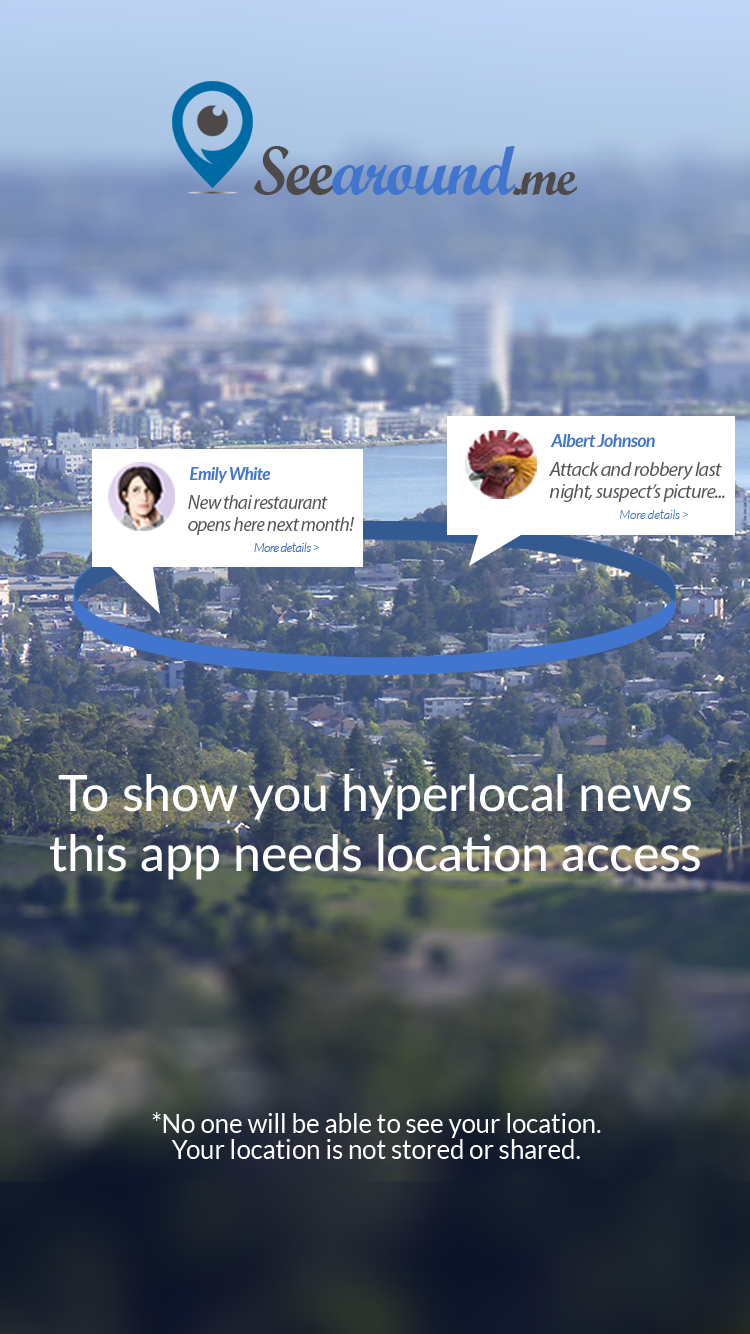 Seearound.me
Emily White
New thai restaurant
opens here next month!
More details >
Albert Johnson
Attack and robbery last
night, suspect's picture...
More details >
To show you hyperlocal news
this app needs location access
*No one will be able to see your location.
Your location is not stored or shared.